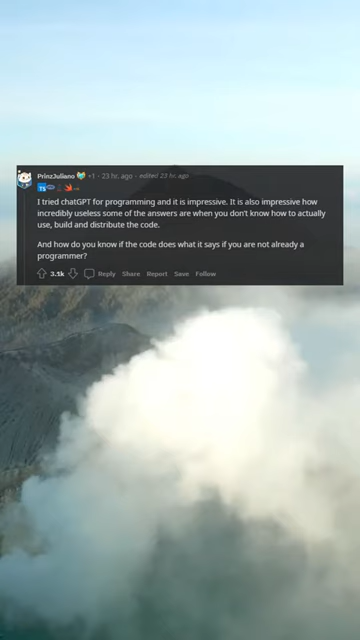 PrinzJuliano +1 · 23 hr. ago · edited 23 hr. ago
TS
I tried chatGPT for programming and it is impressive. It is also impressive how
incredibly useless some of the answers are when you don't know how to actually
use, build and distribute the code.
And how do you know if the code does what it says if you are not already a
programmer?
3.1k Reply Share Report Save Follow